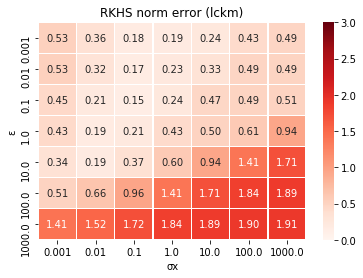 RKHS norm error (lckm)
0.001 0.53 0.36 0.18 0.19 0.24 0.43 0.49
0.01 0.53 0.32 0.17 0.23 0.33 0.49 0.49
0.1 0.45 0.21 0.15 0.24 0.47 0.49 0.51
1.0 0.43 0.19 0.21 0.43 0.50 0.61 0.94
10.0 0.34 0.19 0.37 0.60 0.94 1.41 1.71
100.0 0.51 0.66 0.96 1.41 1.71 1.84 1.89
1000.0 1.41 1.52 1.72 1.84 1.89 1.90 1.91
0.001 0.01 0.1 1.0 10.0 100.0 1000.0
σx
ε
3.0
2.5
2.0
1.5
1.0
0.5
0.0